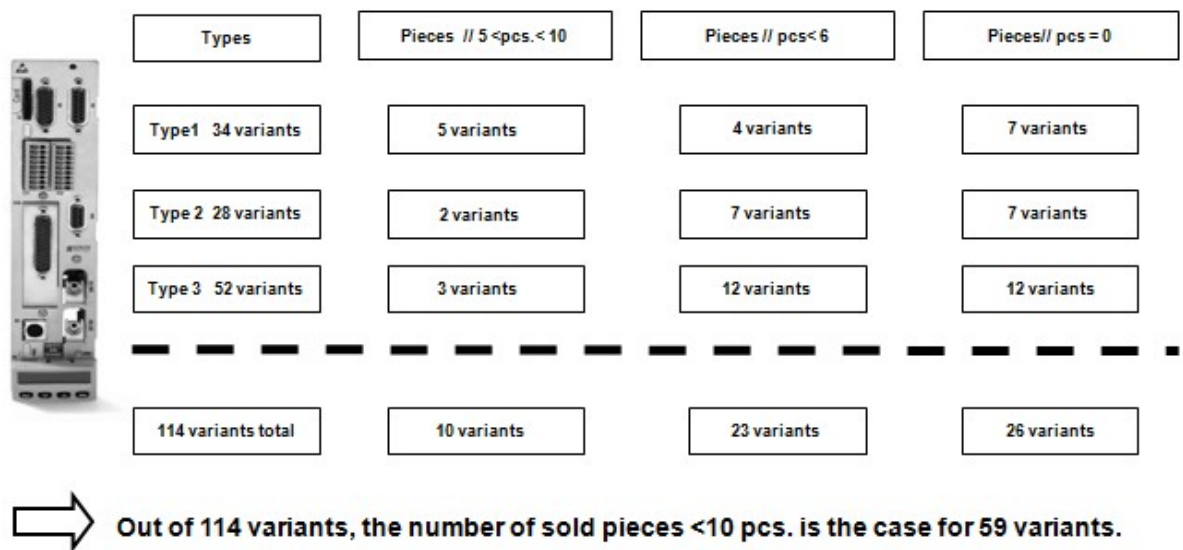 Types Pieces // 5 <pcs.< 10 Pieces // pcs< 6 Pieces// pcs = 0
Type1 34 variants 5 variants 4 variants 7 variants
Type 2 28 variants 2 variants 7 variants 7 variants
Type 3 52 variants 3 variants 12 variants 12 variants
114 variants total 10 variants 23 variants 26 variants
Out of 114 variants, the number of sold pieces <10 pcs. is the case for 59 variants.